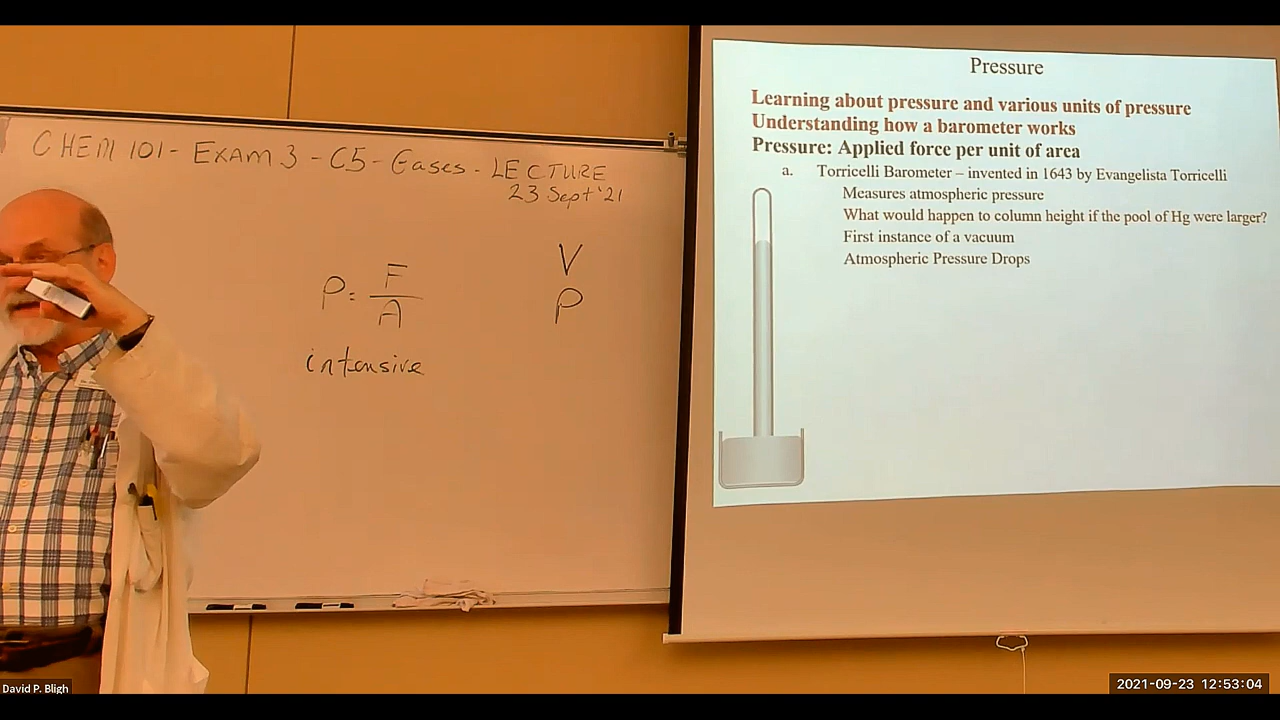 CHEM 101 - EXAM 3 - C5 - Gases - LECTURE
23 Sept '21
P = F
A
intensive
V
P
Pressure
Learning about pressure and various units of pressure
Understanding how a barometer works
Pressure: Applied force per unit of area
a. Torricelli Barometer – invented in 1643 by Evangelista Torricelli
Measures atmospheric pressure
What would happen to column height if the pool of Hg were larger?
First instance of a vacuum
Atmospheric Pressure Drops
David P. Bligh
2021-09-23 12:53:04